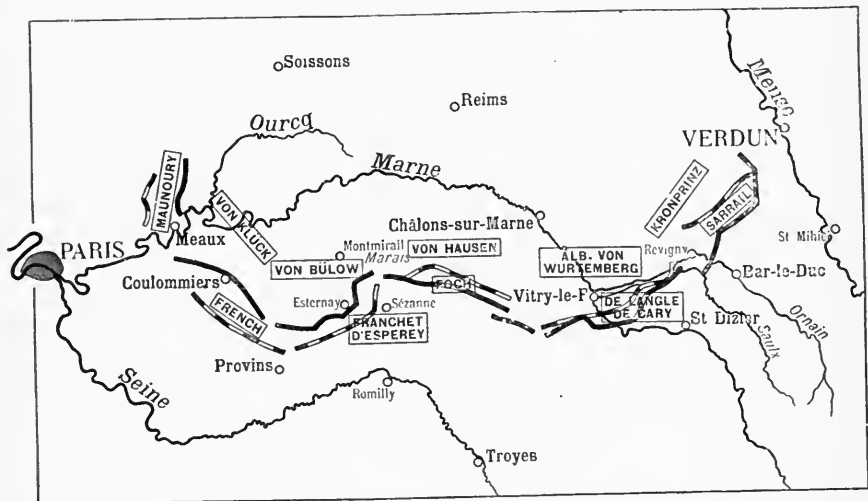 Soissons
Reims
Meuse
Ourcq
VERDUN
Marne
MAUNOURY
VON KLUCK
KRONPRINZ
SARRAIL
Châlons-sur-Marne
St Mihiel
PARIS
Meaux
Montmirail
Marais
VON HAUSEN
ALB. VON
WURTEMBERG
Revigny
VON BÜLOW
Bar-le-Duc
Coulommiers
FOCH
Vitry-le-F
DE LANGLE
DE CARY
Esternay
Sézanne
FRENCH
FRANCHET
D'ESPEREY
St Dizier
Ornain
Saulx
Provins
Seine
Romilly
Troyes